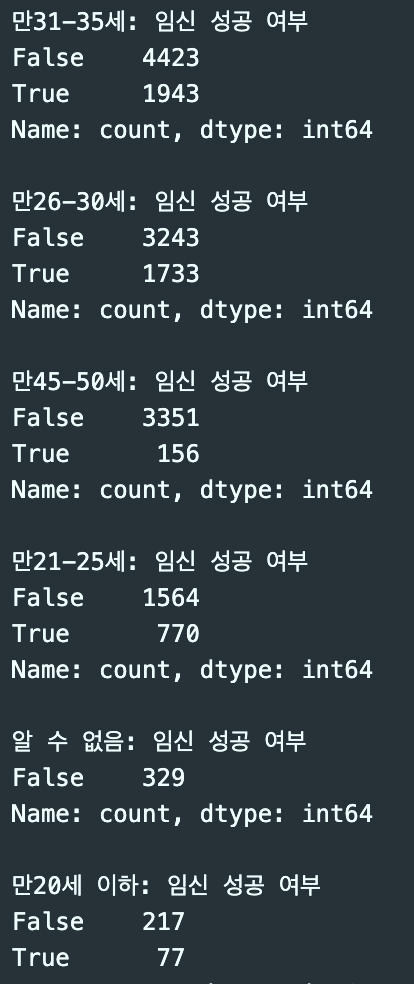 만31-35세: 임신 성공 여부
False    4423
True     1943
Name: count, dtype: int64

만26-30세: 임신 성공 여부
False    3243
True     1733
Name: count, dtype: int64

만45-50세: 임신 성공 여부
False    3351
True      156
Name: count, dtype: int64

만21-25세: 임신 성공 여부
False    1564
True      770
Name: count, dtype: int64

알 수 없음: 임신 성공 여부
False    329
Name: count, dtype: int64

만20세 이하: 임신 성공 여부
False    217
True      77